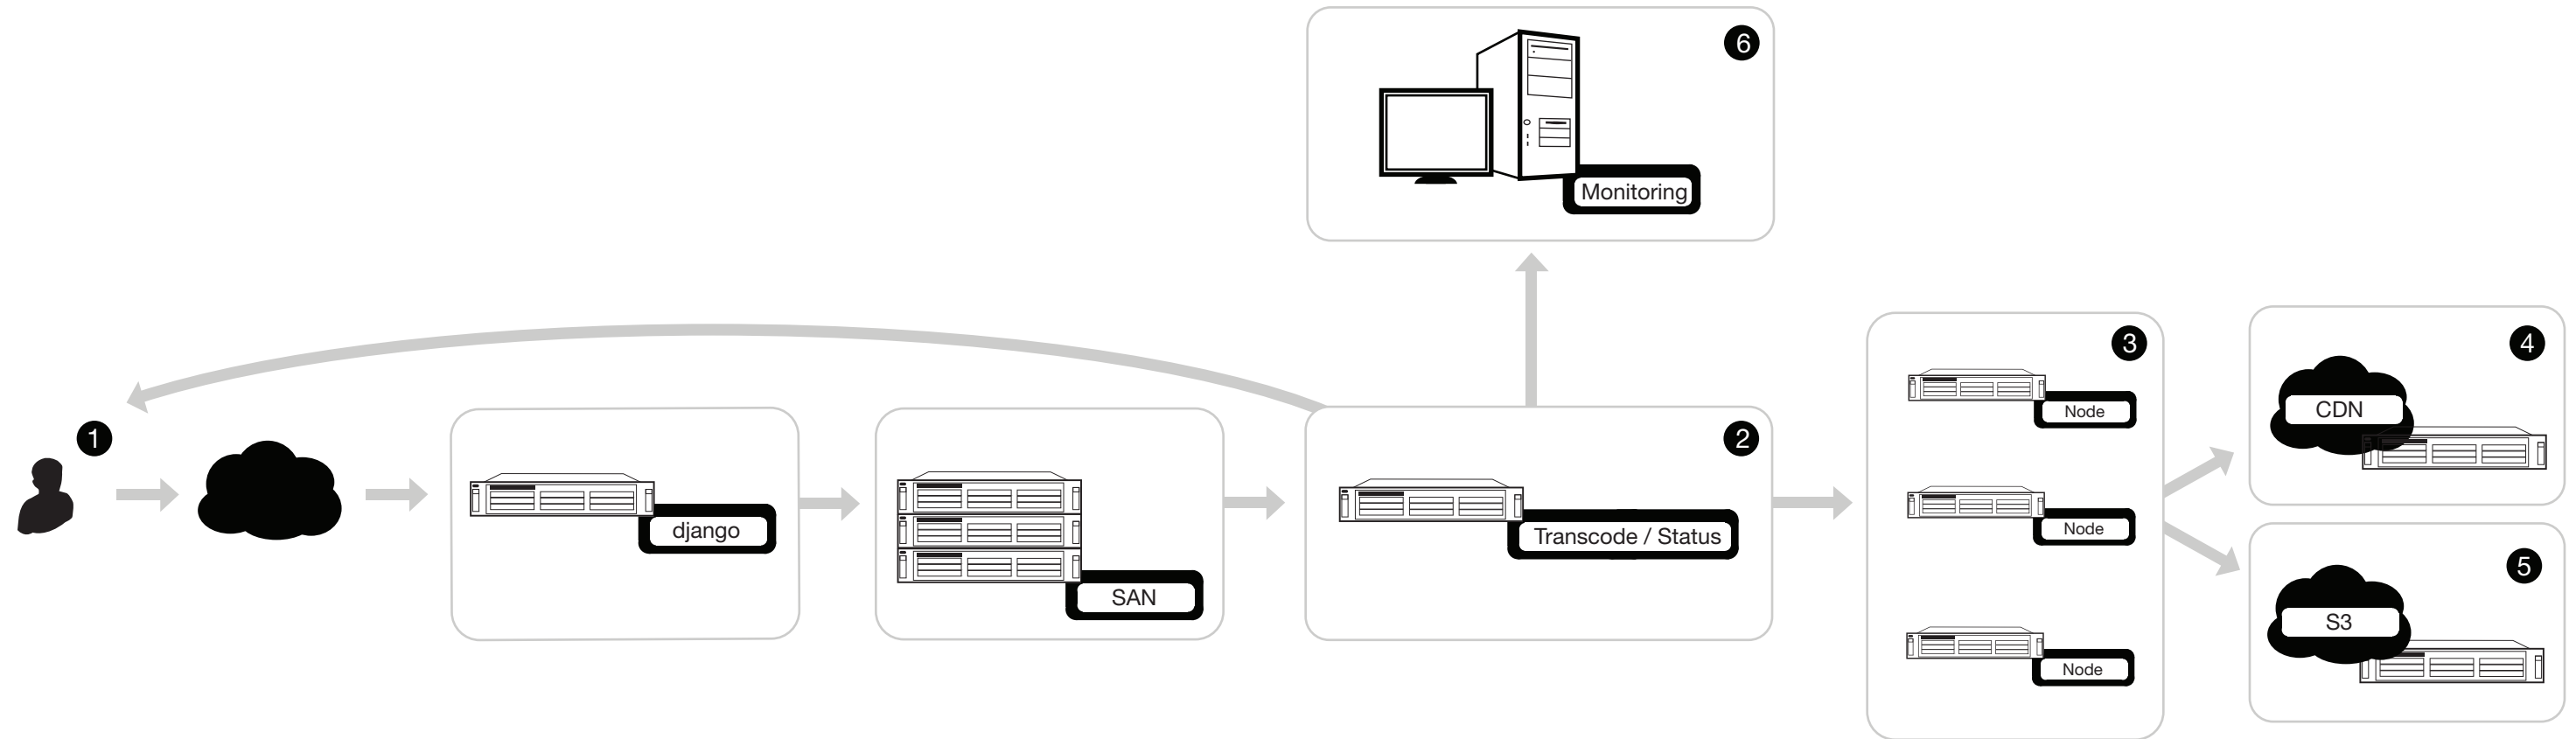 6
Monitoring
1
django
SAN
2
Transcode / Status
3
Node
Node
Node
4
CDN
5
S3